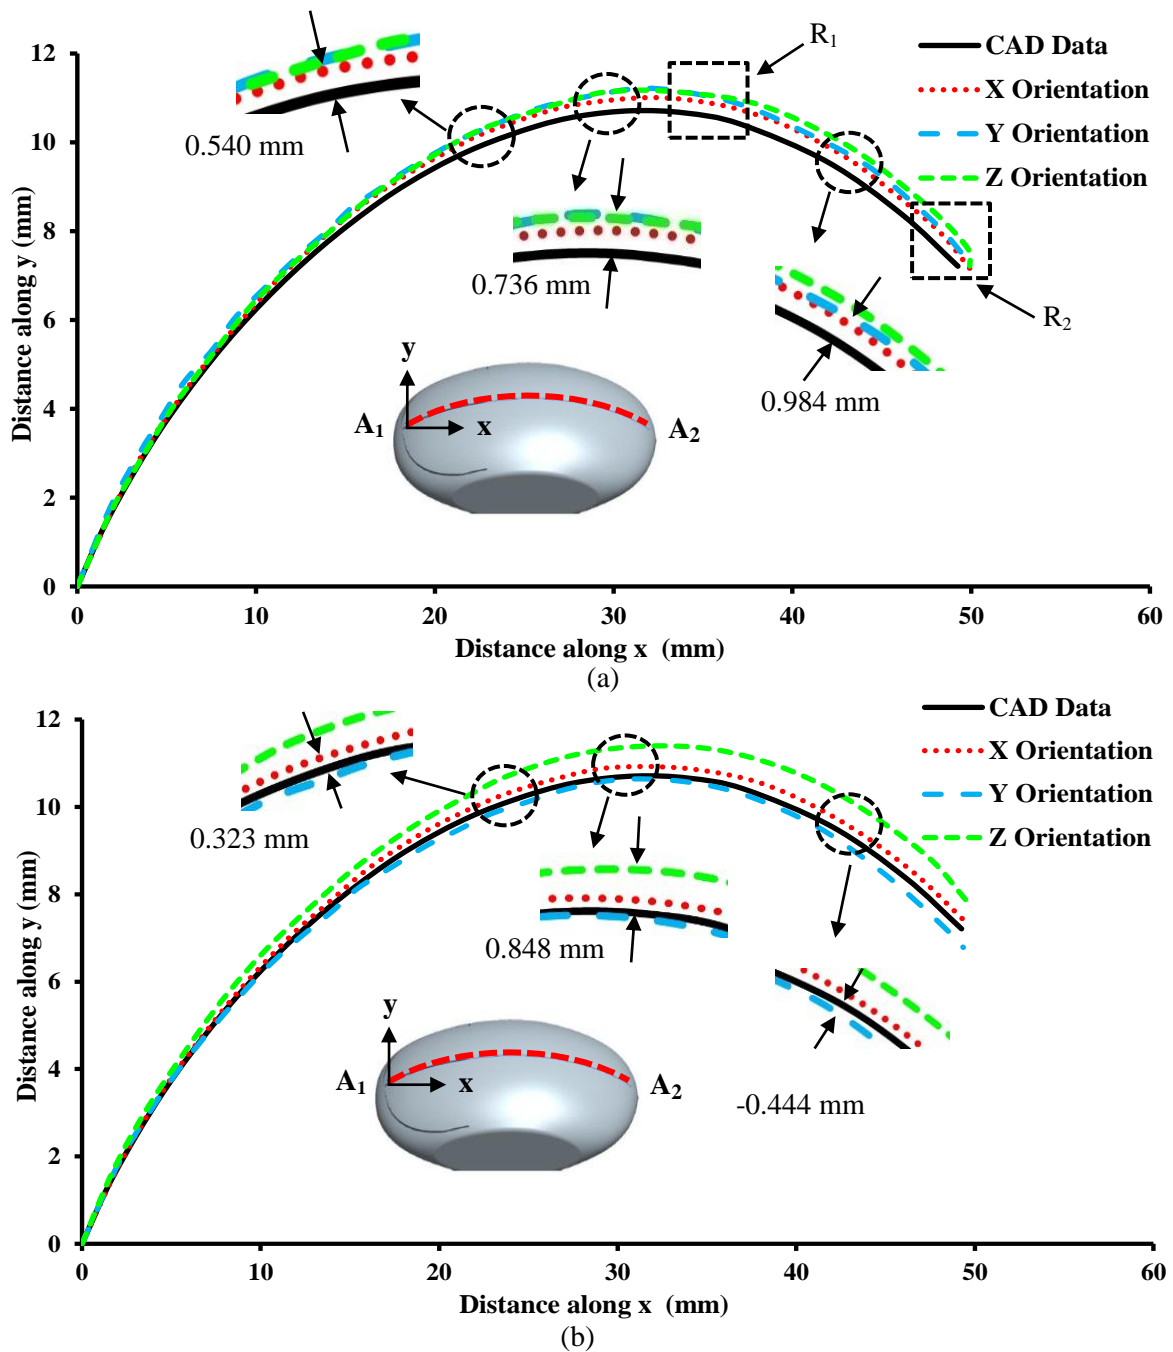 12
10
8
6
4
2
0
0
10
20
30
40
50
60
Distance along y (mm)
Distance along x (mm)
CAD Data
X Orientation
Y Orientation
Z Orientation
R1
R2
0.540 mm
0.736 mm
0.984 mm
y
A1
x
A2
(a)
12
10
8
6
4
2
0
0
10
20
30
40
50
60
Distance along y (mm)
Distance along x (mm)
CAD Data
X Orientation
Y Orientation
Z Orientation
0.323 mm
0.848 mm
-0.444 mm
y
A1
x
A2
(b)